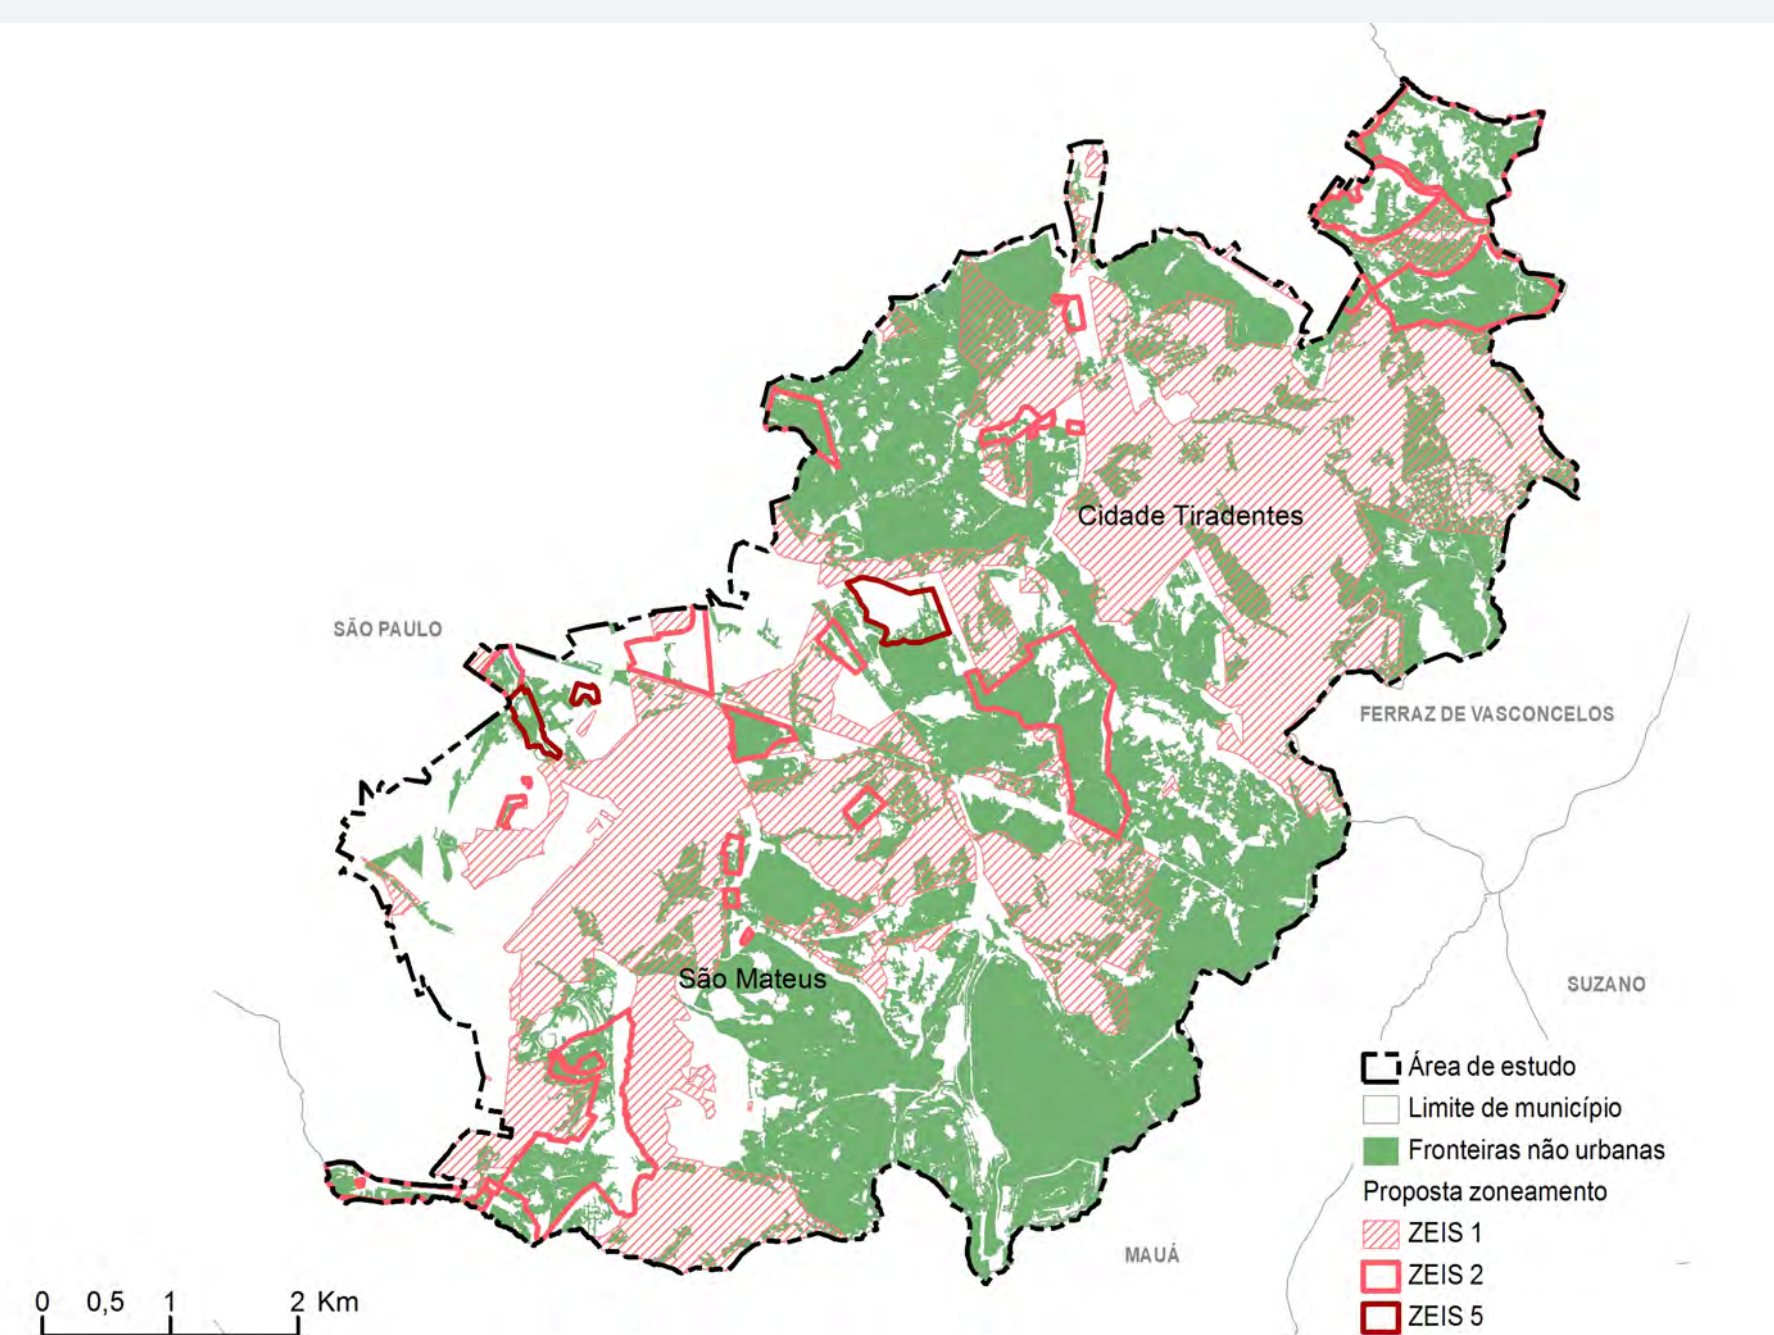 Cidade Tiradentes
SÃO PAULO
FERRAZ DE VASCONCELOS
São Mateus
SUZANO
MAUÁ
Área de estudo
Limite de município
Fronteiras não urbanas
Proposta zoneamento
ZEIS 1
ZEIS 2
ZEIS 5
0 0,5 1 2 Km